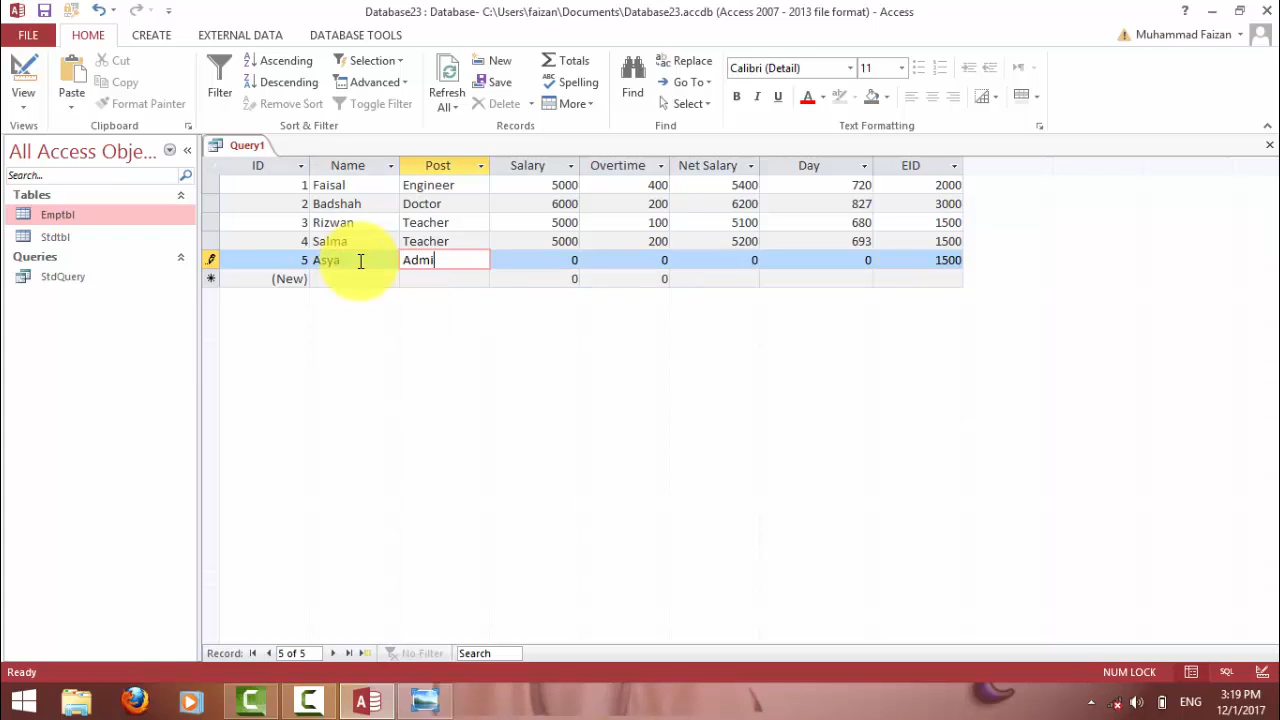 Database23 : Database- C:\Users\faizan\Documents\Database23.accdb (Access 2007 - 2013 file format) - Access
FILE HOME CREATE EXTERNAL DATA DATABASE TOOLS
Muhammad Faizan
View
Views
Paste
Cut
Copy
Format Painter
Clipboard
Filter
Ascending
Descending
Remove Sort
Selection
Advanced
Toggle Filter
Sort & Filter
Refresh All
New
Save
Delete
Totals
Spelling
More
Records
Find
Replace
Go To
Select
Find
Calibri (Detail) 11
B I U A
Text Formatting
All Access Obje...
Search...
Tables
Emptbl
Stdtbl
Queries
StdQuery
Query1
ID Name Post Salary Overtime Net Salary Day EID
1 Faisal Engineer 5000 400 5400 720 2000
2 Badshah Doctor 6000 200 6200 827 3000
3 Rizwan Teacher 5000 100 5100 680 1500
4 Salma Teacher 5000 200 5200 693 1500
5 Asya Admi 0 0 0 0 1500
(New) 0 0
Record: 5 of 5 No Filter Search
Ready NUM LOCK SQL
ENG 3:19 PM
12/1/2017